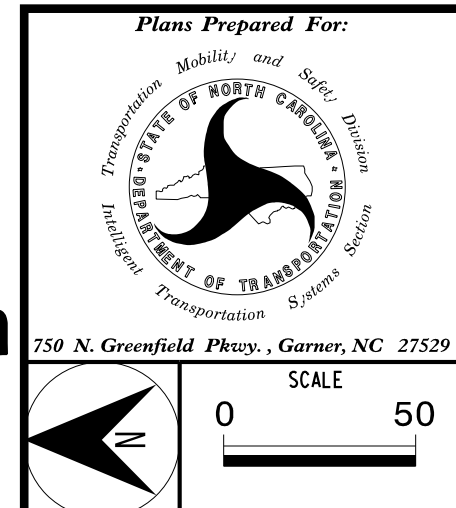 Plans Prepared For:
Transportation Mobility and Safety Division
STATE OF NORTH CAROLINA
DEPARTMENT OF TRANSPORTATION
Intelligent Transportation Systems Section
750 N. Greenfield Pkwy. , Garner, NC 27529
N
SCALE
0 50